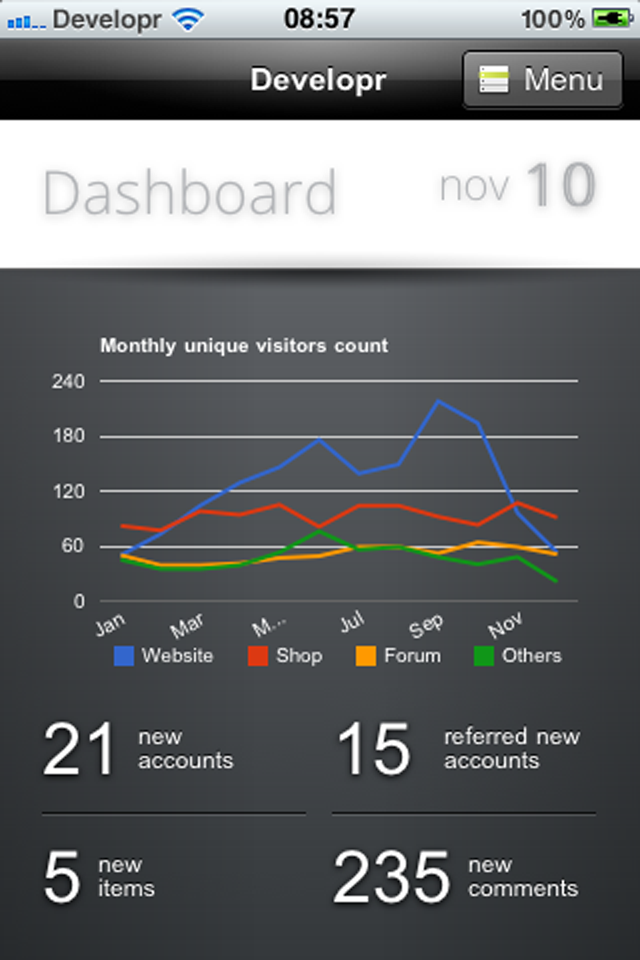 Developr 08:57 100%
Developr Menu
Dashboard nov 10
Monthly unique visitors count
240
180
120
60
0
Jan Mar M... Jul Sep Nov
Website Shop Forum Others
21 new accounts
15 referred new accounts
5 new items
235 new comments